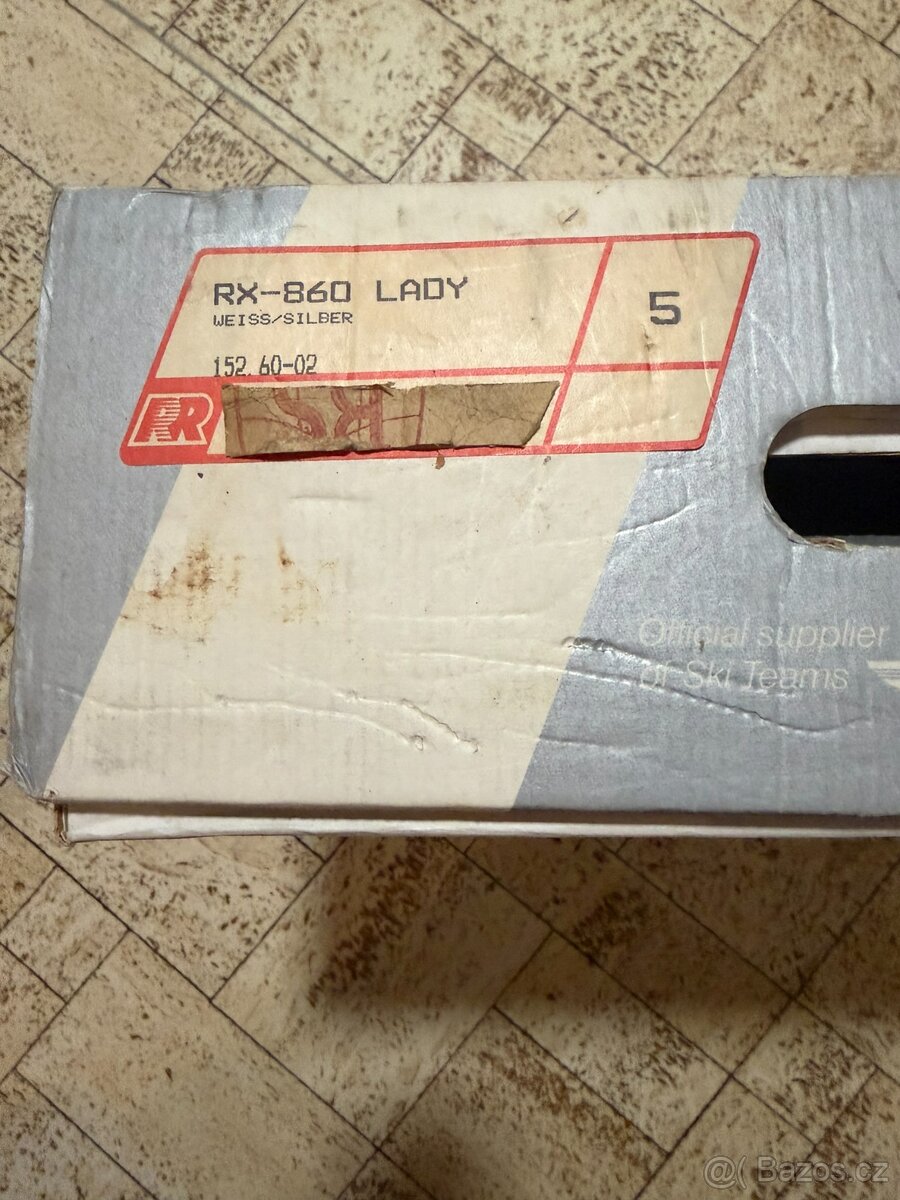 RX-860 LADY
WEISS/SILBER
5
152.60-02
R
Official supplier
of Ski Teams
@( Bazos.cz